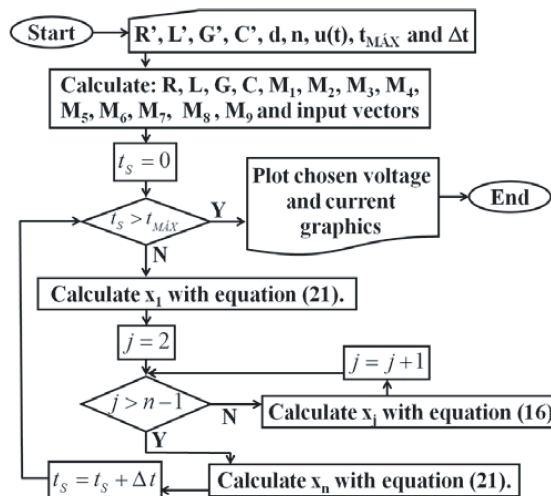 Start
R’, L’, G’, C’, d, n, u(t), tMÁX and Δt
Calculate: R, L, G, C, M1, M2, M3, M4,
M5, M6, M7, M8, M9 and input vectors
tS = 0
Plot chosen voltage
and current
graphics
End
tS > tMÁX
Y
N
Calculate x1 with equation (21).
j = 2
j = j+1
j > n−1
N
Calculate xj with equation (16)
Y
tS = tS + Δt
Calculate xn with equation (21).